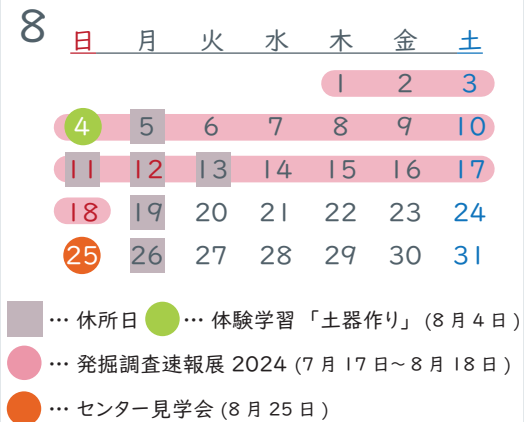 8
日 月 火 水 木 金 土
1 2 3
4 5 6 7 8 9 10
11 12 13 14 15 16 17
18 19 20 21 22 23 24
25 26 27 28 29 30 31
… 休所日 … 体験学習「土器作り」(8月4日)
… 発掘調査速報展 2024 (7月17日~8月18日)
… センター見学会 (8月25日)